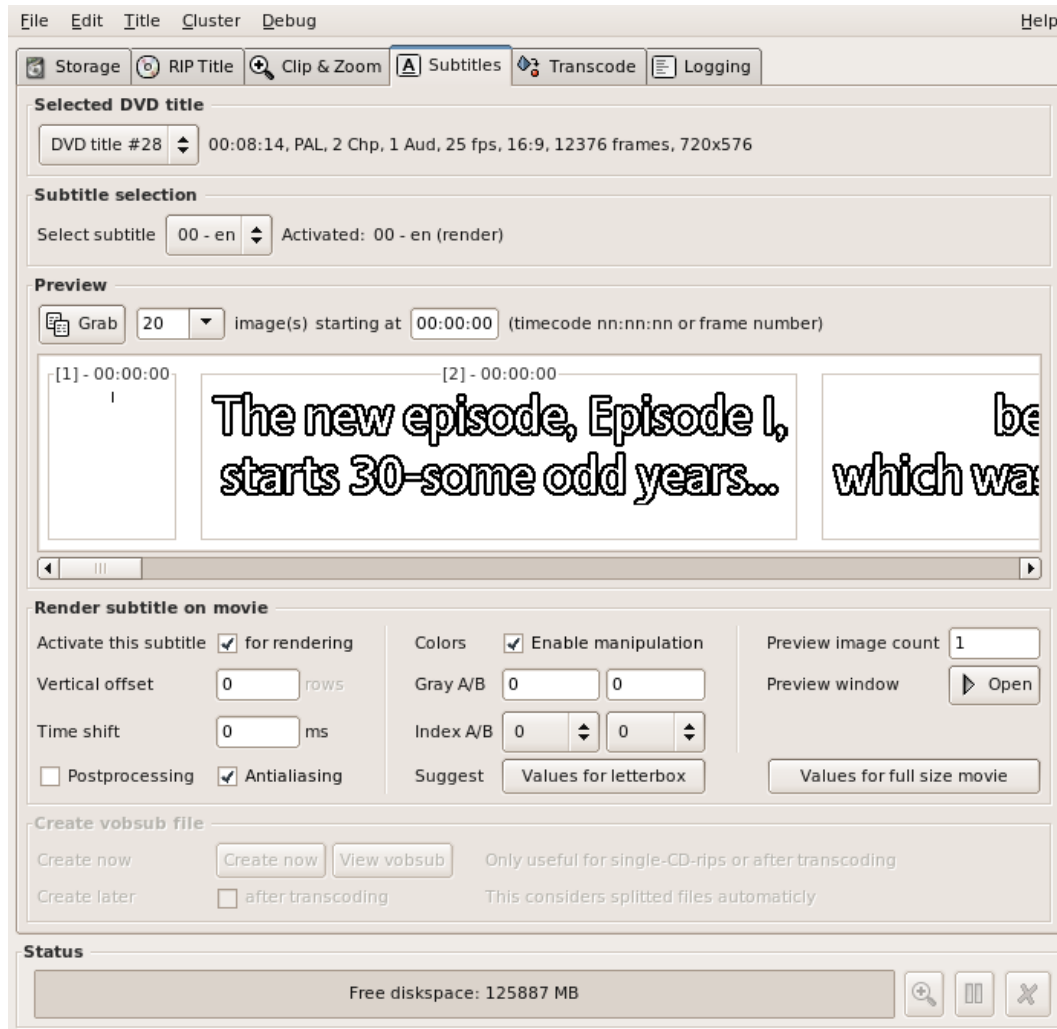 File Edit Title Cluster Debug Help
Storage RIP Title Clip & Zoom Subtitles Transcode Logging
Selected DVD title
DVD title #28 00:08:14, PAL, 2 Chp, 1 Aud, 25 fps, 16:9, 12376 frames, 720x576
Subtitle selection
Select subtitle 00 - en Activated: 00 - en (render)
Preview
Grab 20 image(s) starting at 00:00:00 (timecode nn:nn:nn or frame number)
[1] - 00:00:00 [2] - 00:00:00
The new episode, Episode I,
starts 30-some odd years...
be
which was
Render subtitle on movie
Activate this subtitle for rendering Colors Enable manipulation Preview image count 1
Vertical offset 0 rows Gray A/B 0 0 Preview window Open
Time shift 0 ms Index A/B 0 0
Postprocessing Antialiasing Suggest Values for letterbox Values for full size movie
Create vobsub file
Create now Create now View vobsub Only useful for single-CD-rips or after transcoding
Create later after transcoding This considers splitted files automaticly
Status
Free diskspace: 125887 MB